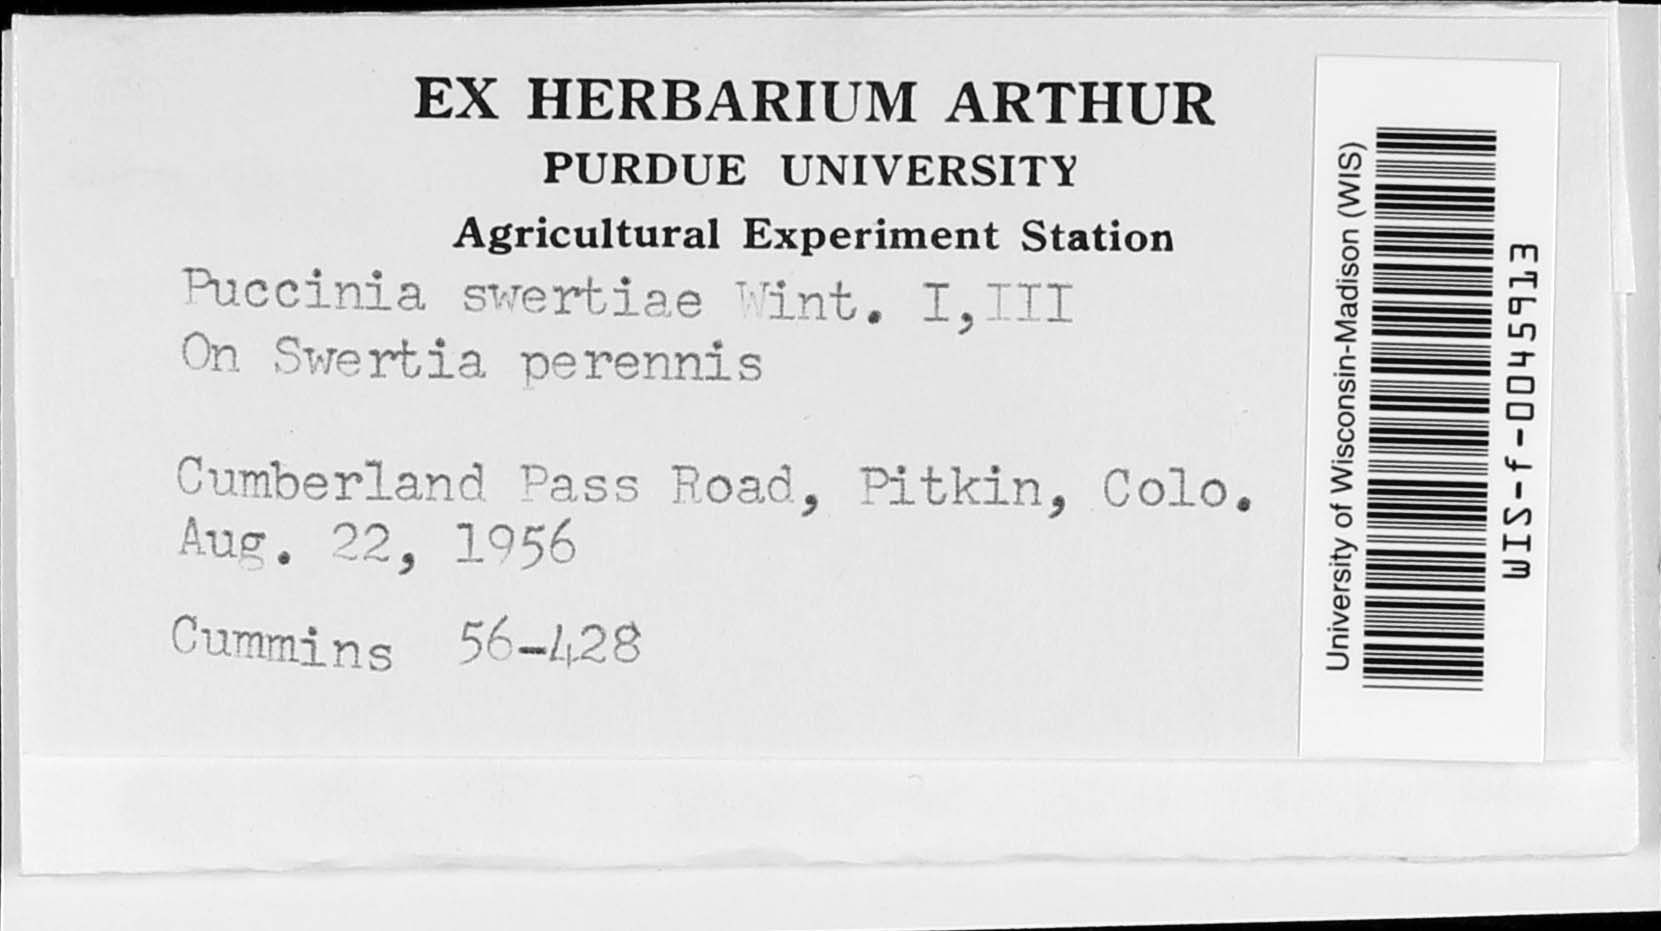 EX HERBARIUM ARTHUR
PURDUE UNIVERSITY
Agricultural Experiment Station
Puccinia swertiae Wint. I,III
On Swertia perennis
Cumberland Pass Road, Pitkin, Colo.
Aug. 22, 1956
Cummins 56-428
University of Wisconsin-Madison (WIS)
WIS-f-0045913